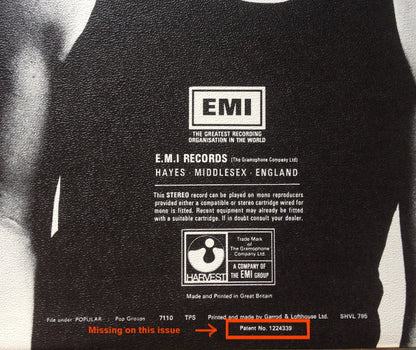 EMI
THE GREATEST RECORDING
ORGANISATION IN THE WORLD
E.M.I RECORDS (The Gramophone Company Ltd)
HAYES · MIDDLESEX · ENGLAND
This STEREO record can be played on mono reproducers
provided either a compatible or stereo cartridge wired for
mono is fitted. Recent equipment may already be fitted
with a suitable cartridge. If in doubt consult your dealer.
HARVEST
Trade Mark
of The
Gramophone
Company Ltd.
A COMPANY OF
THE EMI GROUP
Made and Printed in Great Britain
File under POPULAR : Pop Groups 7110 TPS Printed and made by Garrod & Lofthouse Ltd. SHVL 795
Missing on this issue → Patent No. 1224339